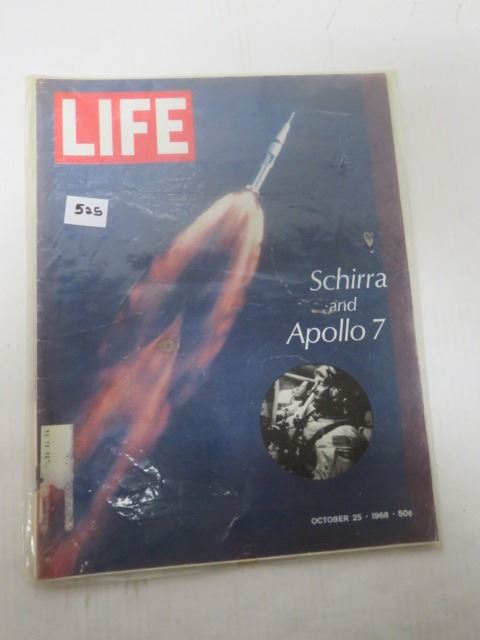 LIFE
525
Schirra
and
Apollo 7
OCTOBER 25 · 1968 · 50¢